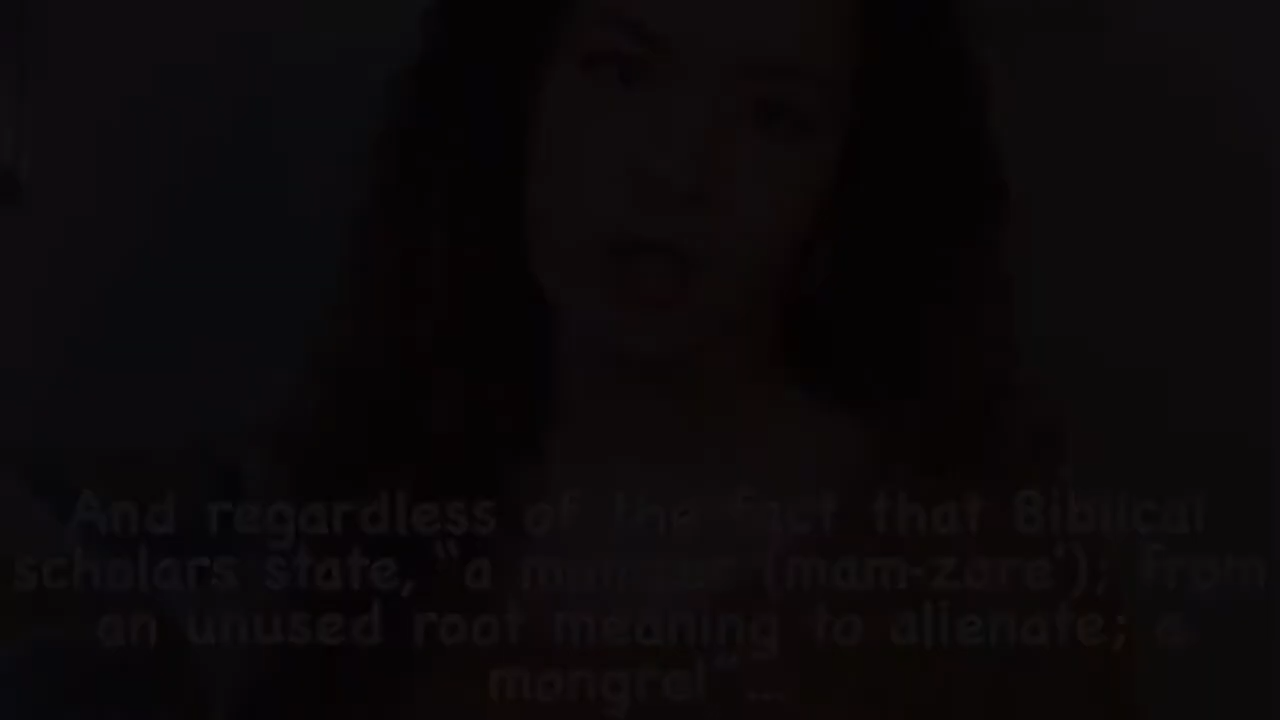 And regardless of the fact that Biblical
scholars state, "a mamzer (mam-zare'); from
an unused root meaning to alienate; a
mongrel" ...